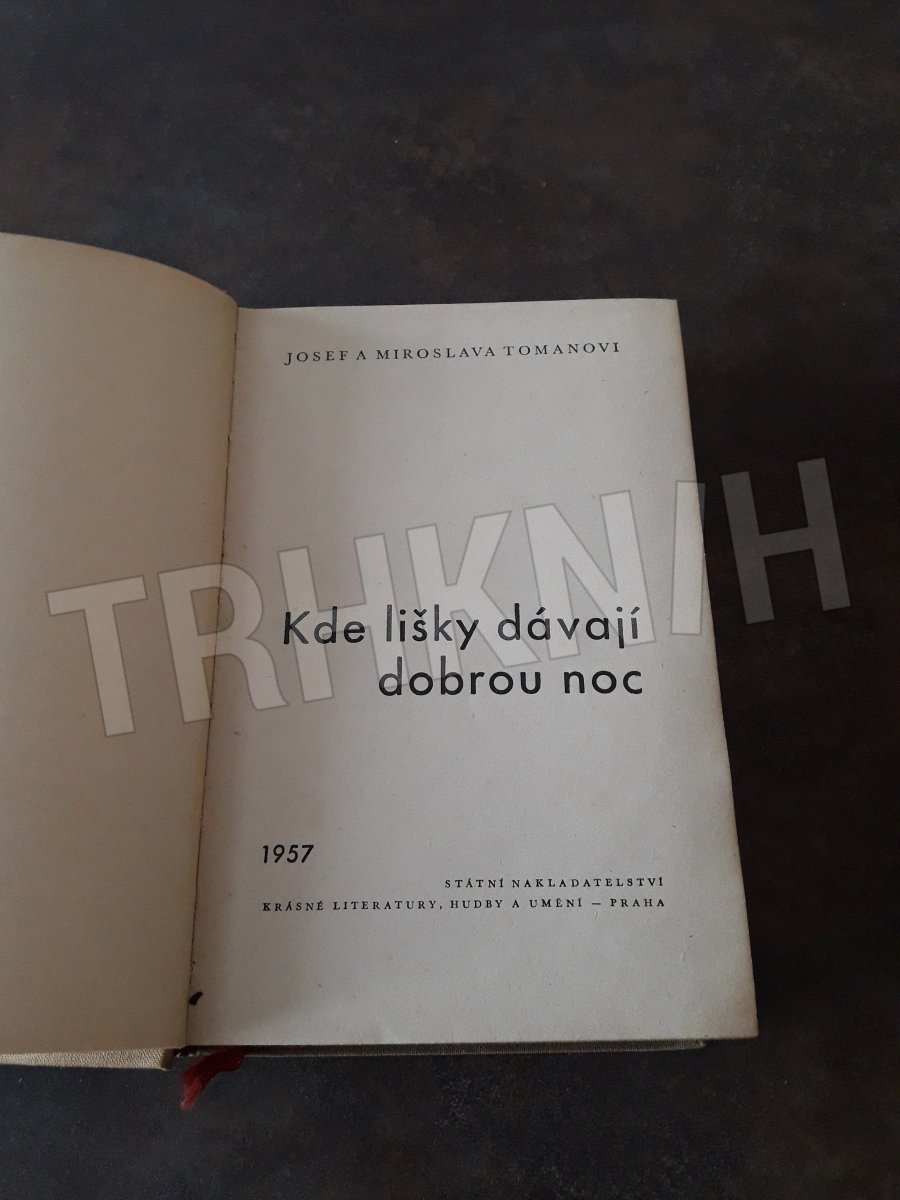 JOSEF A MIROSLAVA TOMANOVI
Kde lišky dávají
dobrou noc
TRHKNIH
1957
STÁTNÍ NAKLADATELSTVÍ
KRÁSNÉ LITERATURY, HUDBY A UMĚNÍ — PRAHA